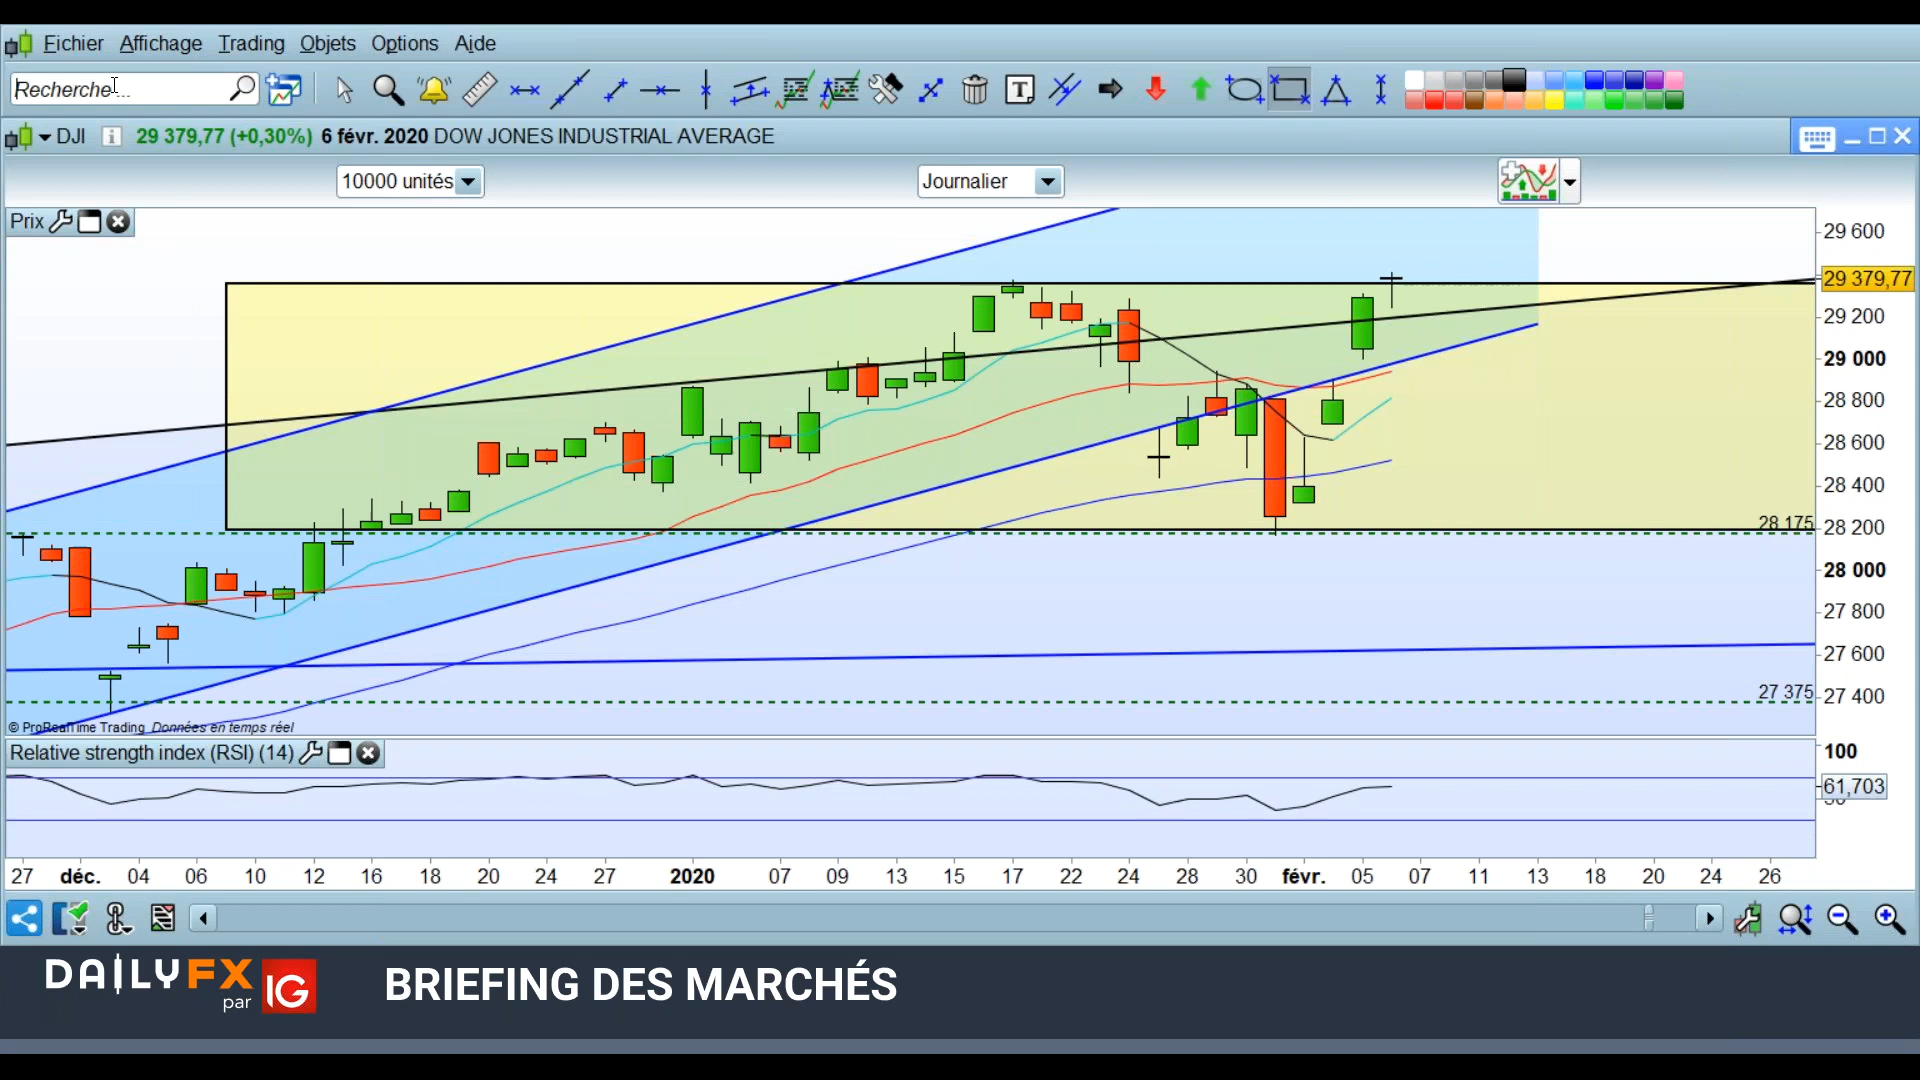 Fichier Affichage Trading Objets Options Aide
Recherche...
DJI 29 379,77 (+0,30%) 6 févr. 2020 DOW JONES INDUSTRIAL AVERAGE
10000 unités Journalier
Prix
29 600
29 379,77
29 200
29 000
28 800
28 600
28 400
28 175
28 200
28 000
27 800
27 600
27 375
27 400
© ProRealTime Trading Données en temps réel
Relative strength index (RSI) (14)
100
61,703
27 déc. 04 06 10 12 16 18 20 24 27 2020 07 09 13 15 17 22 24 28 30 févr. 05 07 11 13 18 20 24 26
DAILYFX
par IG
BRIEFING DES MARCHÉS